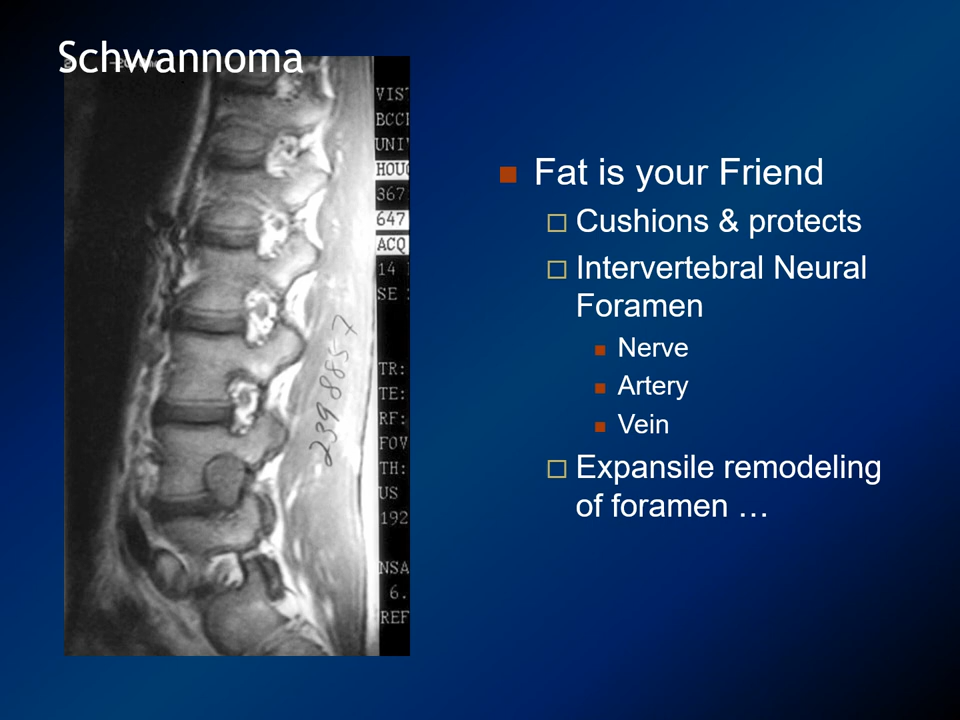 Schwannoma
VIS
BCC
UNI
HOU
367
647
ACQ
14
SE
TR:
TE:
RF:
FOV
TH:
US
192
NSA
6.
REF
2398857
Fat is your Friend
Cushions & protects
Intervertebral Neural
Foramen
Nerve
Artery
Vein
Expansile remodeling
of foramen …